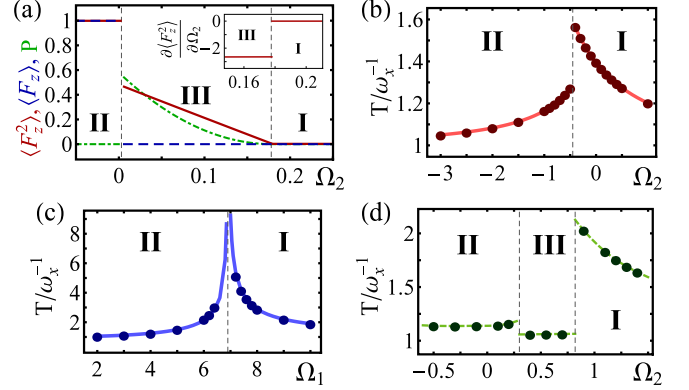 (a)
⟨F_z^2⟩, ⟨F_z⟩, P
1.0
0.8
0.6
0.4
0.2
0
II
III
I
0
0.1
0.2
Ω_2
∂⟨F_z^2⟩/∂Ω_2
0
−2
III
I
0.16
0.2
(b)
T/ω_x^{-1}
1.6
1.4
1.2
1
II
I
−3
−2
−1
0
Ω_2
(c)
T/ω_x^{-1}
8
6
4
2
II
I
2
4
6
8
Ω_1
(d)
T/ω_x^{-1}
2
1.5
1
II
III
I
−0.5
0
0.5
1
Ω_2